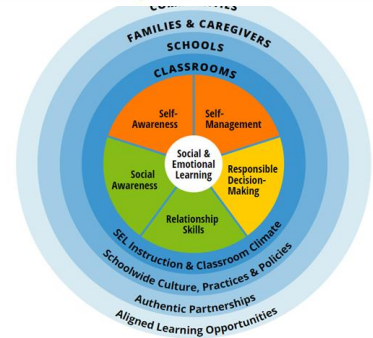 COMMUNITIES
FAMILIES & CAREGIVERS
SCHOOLS
CLASSROOMS
Self-
Awareness
Self-
Management
Social &
Emotional
Learning
Social
Awareness
Responsible
Decision-
Making
Relationship
Skills
SEL Instruction & Classroom Climate
Schoolwide Culture, Practices & Policies
Authentic Partnerships
Aligned Learning Opportunities